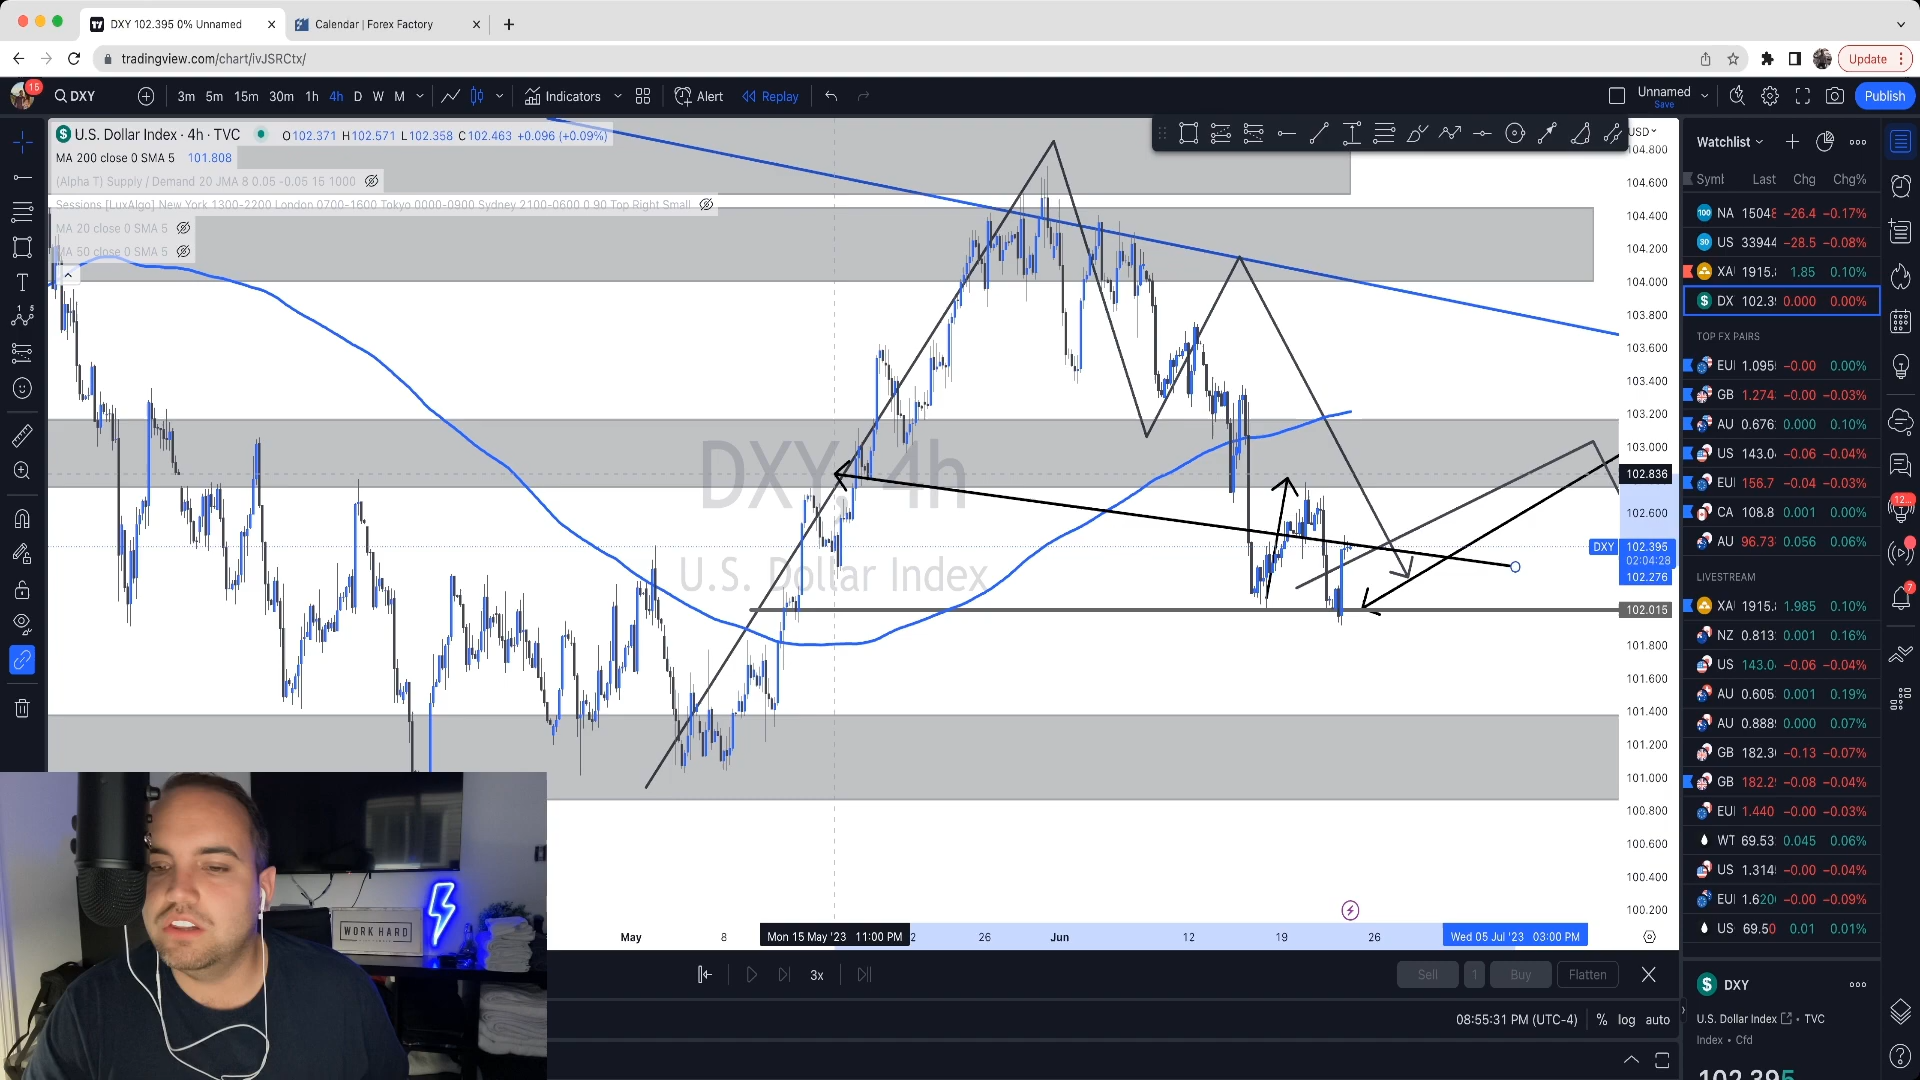 DXY 102.395 0% Unnamed
Calendar | Forex Factory
tradingview.com/chart/ivJSRCtx/
Update
15
DXY
3m 5m 15m 30m 1h 4h D W M
Indicators
Alert
Replay
Unnamed
Save
Publish
U.S. Dollar Index · 4h · TVC
O102.371 H102.571 L102.358 C102.463 +0.096 (+0.09%)
MA 200 close 0 SMA 5 101.808
(Alpha T) Supply / Demand 20 JMA 8 0.05 -0.05 15 1000
Sessions [LuxAlgo] New York 1300-2200 London 0700-1600 Tokyo 0000-0900 Sydney 2100-0600 0 90 Top Right Small
MA 20 close 0 SMA 5
MA 50 close 0 SMA 5
DXY, 4h
U.S. Dollar Index
USD
104.800
104.600
104.400
104.200
104.000
103.800
103.600
103.400
103.200
103.000
102.836
102.600
DXY 102.395
02:04:28
102.276
102.015
101.800
101.600
101.400
101.200
101.000
100.800
100.600
100.400
100.200
May 8 Mon 15 May '23 11:00 PM 2 26 Jun 12 19 26 Wed 05 Jul '23 03:00 PM
3x
Sell 1 Buy Flatten
08:55:31 PM (UTC-4) % log auto
WORK HARD
Watchlist
Last Chg Chg%
NA 15048 −26.4 −0.17%
US 33944 −28.5 −0.08%
XA 1915.8 1.85 0.10%
DX 102.39 0.000 0.00%
TOP FX PAIRS
EU 1.095 −0.00 0.00%
GB 1.274 −0.00 −0.03%
AU 0.676 0.000 0.10%
US 143.0 −0.06 −0.04%
EU 156.7 −0.04 −0.03%
CA 108.8 0.001 0.00%
AU 96.73 0.056 0.06%
LIVESTREAM
XA 1915.8 1.985 0.10%
NZ 0.813 0.001 0.16%
US 143.0 −0.06 −0.04%
AU 0.605 0.001 0.19%
AU 0.888 0.000 0.07%
GB 182.3 −0.13 −0.07%
GB 182.2 −0.08 −0.04%
EU 1.440 −0.00 −0.03%
WT 69.53 0.045 0.06%
US 1.314 −0.00 −0.04%
EU 1.620 −0.00 −0.09%
US 69.50 0.01 0.01%
DXY
U.S. Dollar Index • TVC
Index • Cfd
102.395